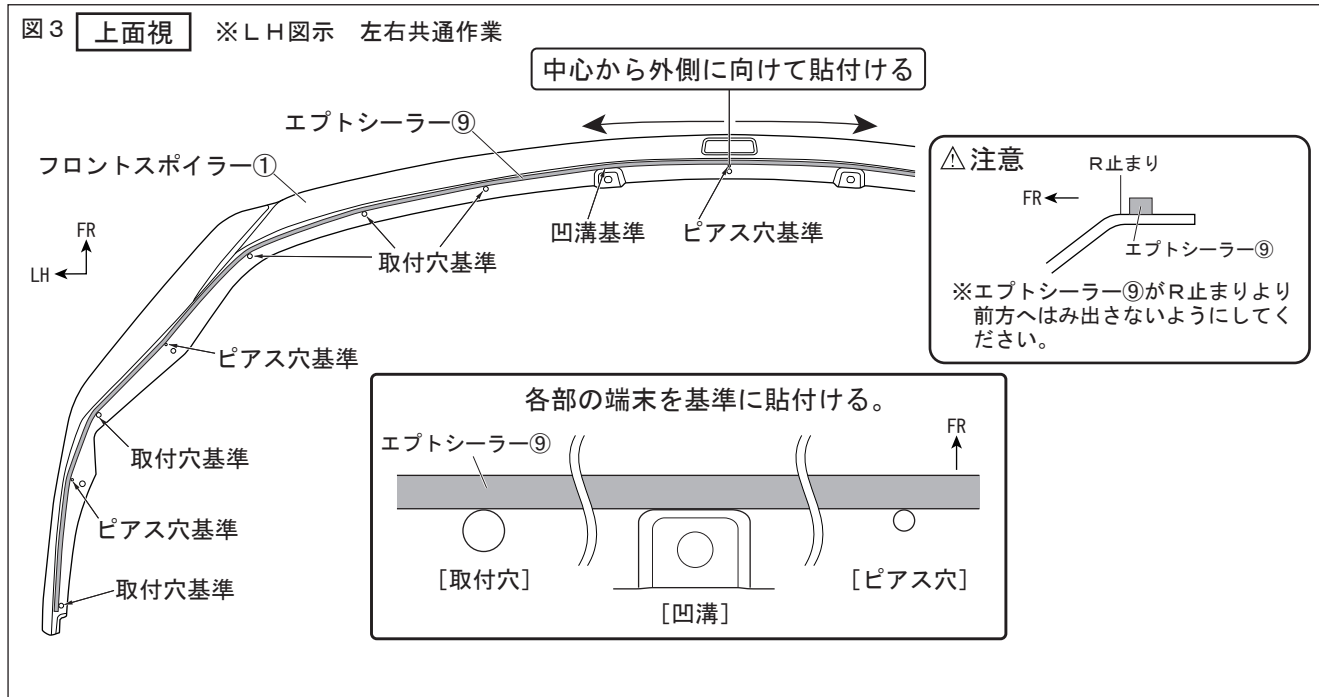 図3 上面視 ※LH図示 左右共通作業
中心から外側に向けて貼付ける
エプトシーラー⑨
フロントスポイラー①
FR
LH
取付穴基準
凹溝基準
ピアス穴基準
ピアス穴基準
取付穴基準
ピアス穴基準
取付穴基準
⚠注意
R止まり
FR
エプトシーラー⑨
※エプトシーラー⑨がR止まりより
前方へはみ出さないようにしてく
ださい。
各部の端末を基準に貼付ける。
エプトシーラー⑨
FR
[取付穴]
[凹溝]
[ピアス穴]